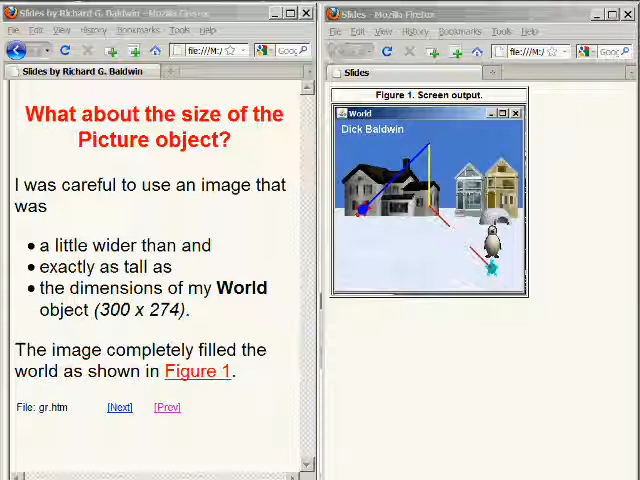 Slides by Richard G. Baldwin - Mozilla Firefox
File Edit View History Bookmarks Tools Help
file:///M:/
Goog
Slides by Richard G. Baldwin
What about the size of the
Picture object?
I was careful to use an image that
was
• a little wider than and
• exactly as tall as
• the dimensions of my World
object (300 x 274).
The image completely filled the
world as shown in Figure 1.
File: gr.htm [Next] [Prev]
Slides - Mozilla Firefox
File Edit View History Bookmarks Tools Help
file:///M:/
Goog
Slides
Figure 1. Screen output.
World
Dick Baldwin